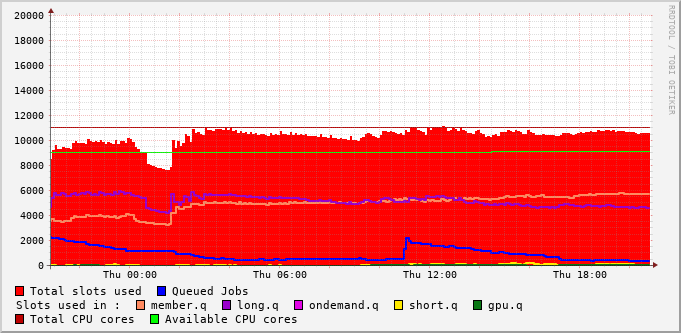 20000
18000
16000
14000
12000
10000
8000
6000
4000
2000
0
Thu 00:00 Thu 06:00 Thu 12:00 Thu 18:00
Total slots used Queued Jobs
Slots used in : member.q long.q ondemand.q short.q gpu.q
Total CPU cores Available CPU cores
RRDTOOL / TOBI OETIKER